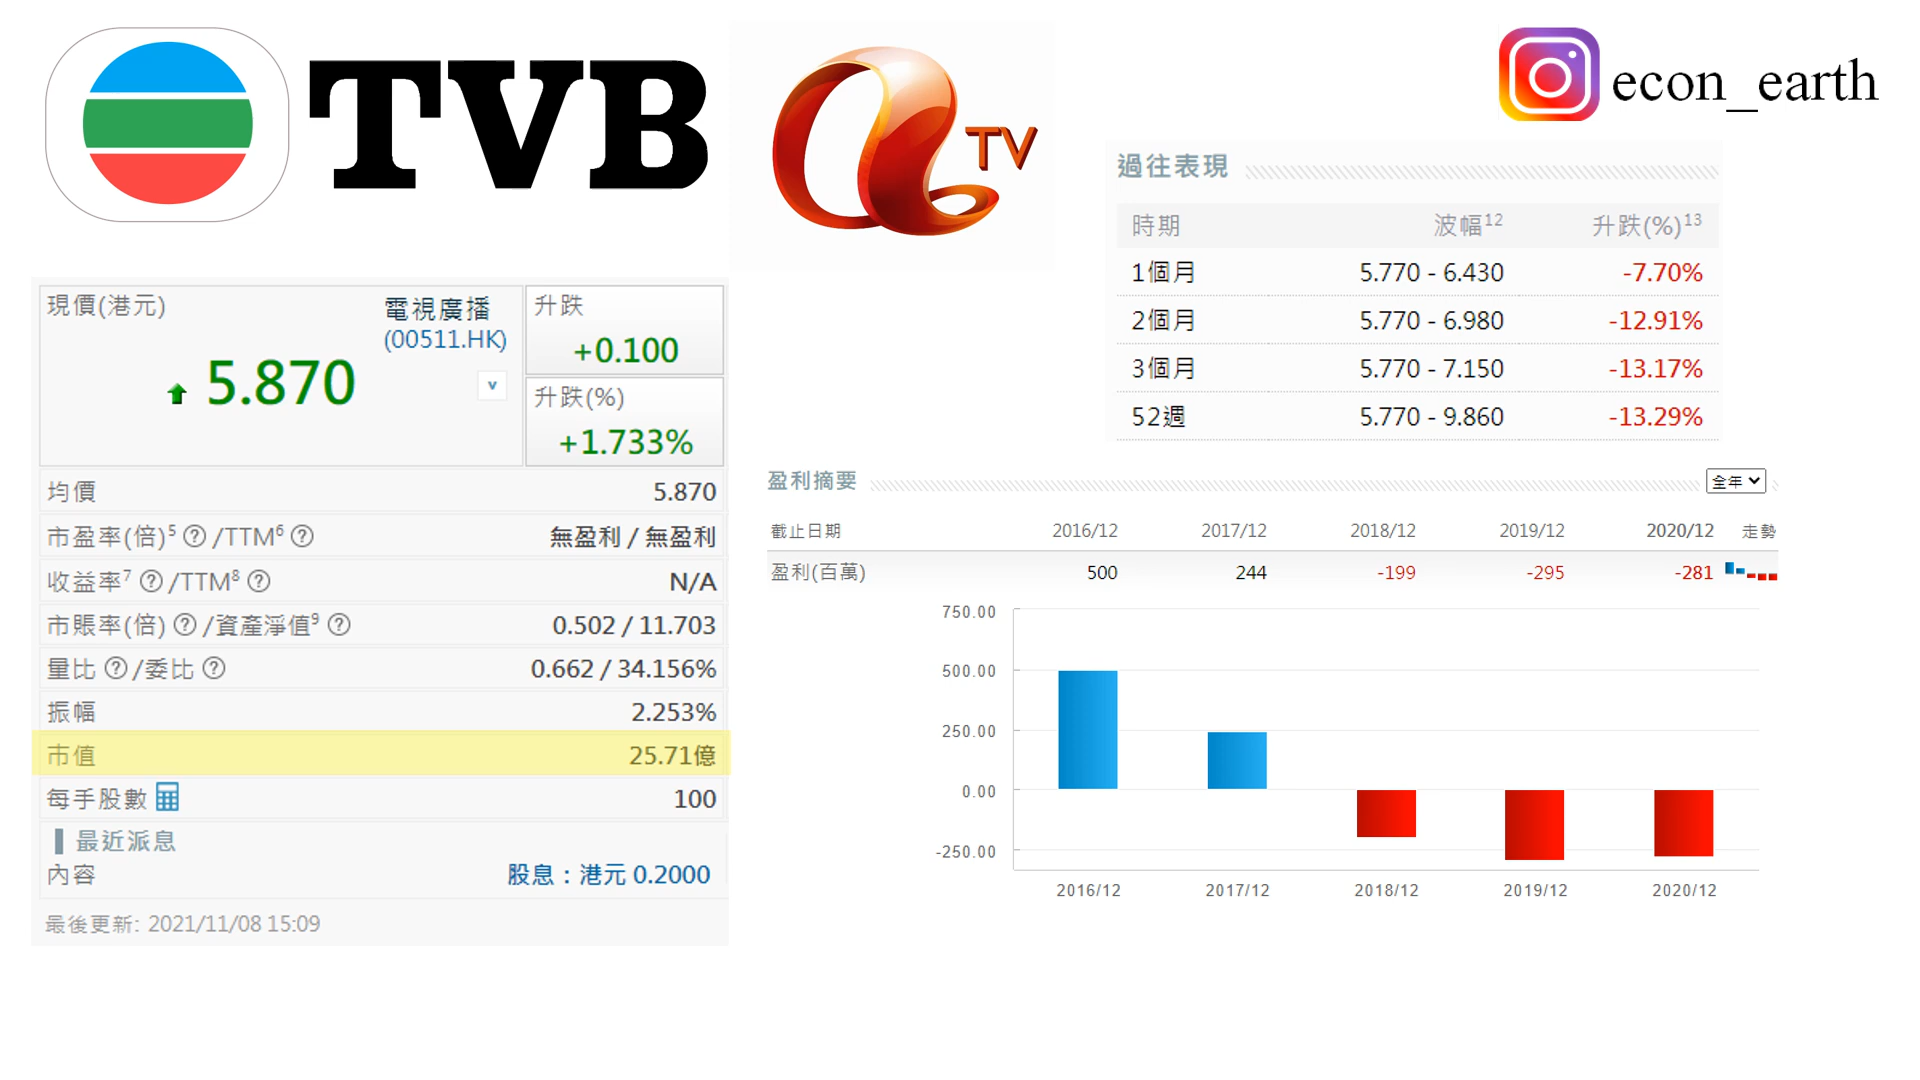 TVB
TV
econ_earth
現價(港元)
電視廣播
(00511.HK)
5.870
v
升跌
+0.100
升跌(%)
+1.733%
均價 5.870
市盈率(倍)5 ? /TTM6 ? 無盈利 / 無盈利
收益率7 ? /TTM8 ? N/A
市賬率(倍) ? /資產淨值9 ? 0.502 / 11.703
量比 ? /委比 ? 0.662 / 34.156%
振幅 2.253%
市值 25.71億
每手股數 100
最近派息
內容 股息：港元 0.2000
最後更新: 2021/11/08 15:09
過往表現
時期 波幅12 升跌(%)13
1個月 5.770 - 6.430 -7.70%
2個月 5.770 - 6.980 -12.91%
3個月 5.770 - 7.150 -13.17%
52週 5.770 - 9.860 -13.29%
盈利摘要 全年
截止日期 2016/12 2017/12 2018/12 2019/12 2020/12 走勢
盈利(百萬) 500 244 -199 -295 -281
750.00
500.00
250.00
0.00
-250.00
2016/12 2017/12 2018/12 2019/12 2020/12